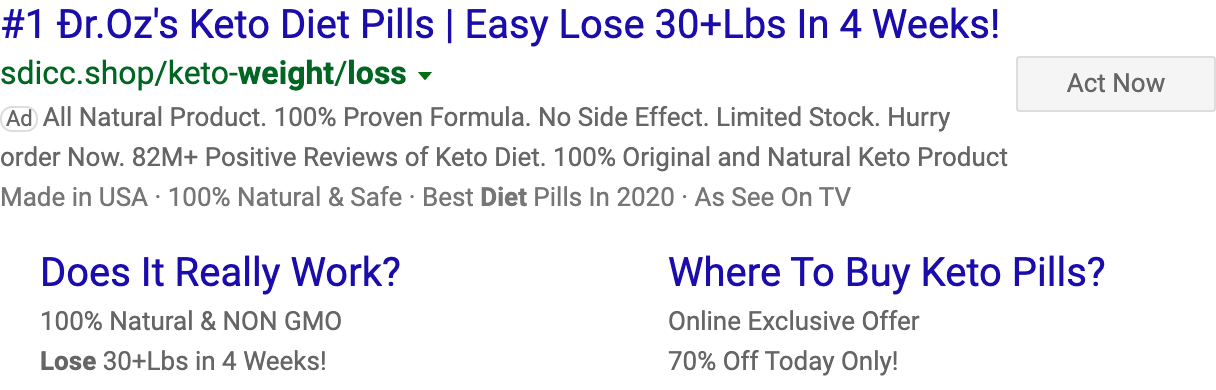 #1 Ðr.Oz's Keto Diet Pills | Easy Lose 30+Lbs In 4 Weeks!
sdicc.shop/keto-weight/loss
Act Now
Ad All Natural Product. 100% Proven Formula. No Side Effect. Limited Stock. Hurry
order Now. 82M+ Positive Reviews of Keto Diet. 100% Original and Natural Keto Product
Made in USA · 100% Natural & Safe · Best Diet Pills In 2020 · As See On TV
Does It Really Work?
100% Natural & NON GMO
Lose 30+Lbs in 4 Weeks!
Where To Buy Keto Pills?
Online Exclusive Offer
70% Off Today Only!